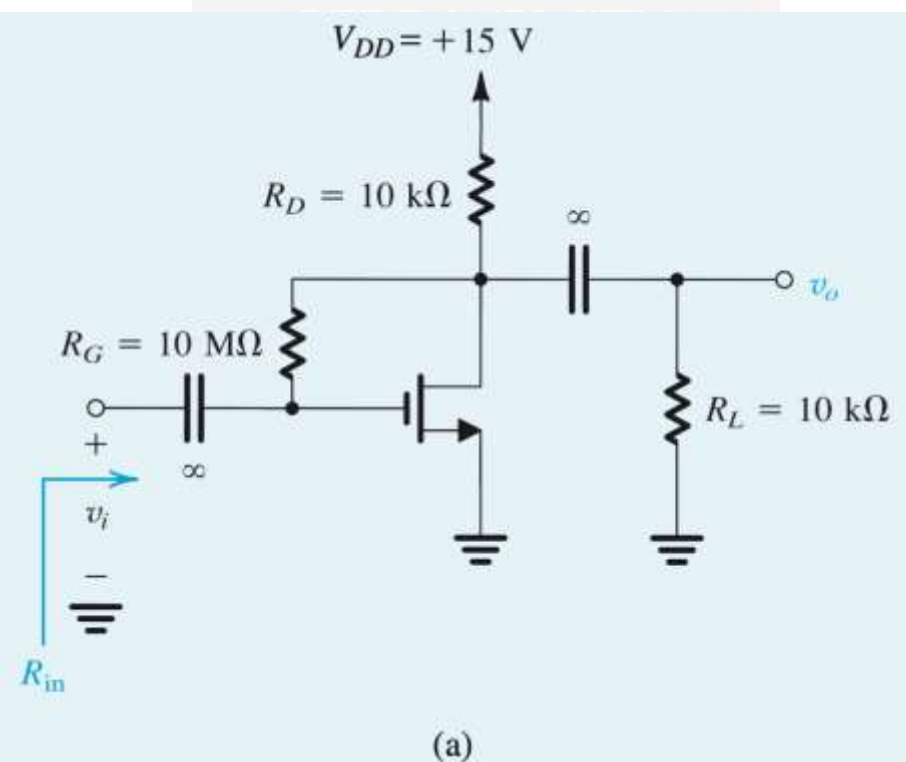 V_DD = +15 V
R_D = 10 kΩ
∞
v_o
R_G = 10 MΩ
R_L = 10 kΩ
+
∞
v_i
−
R_in
(a)